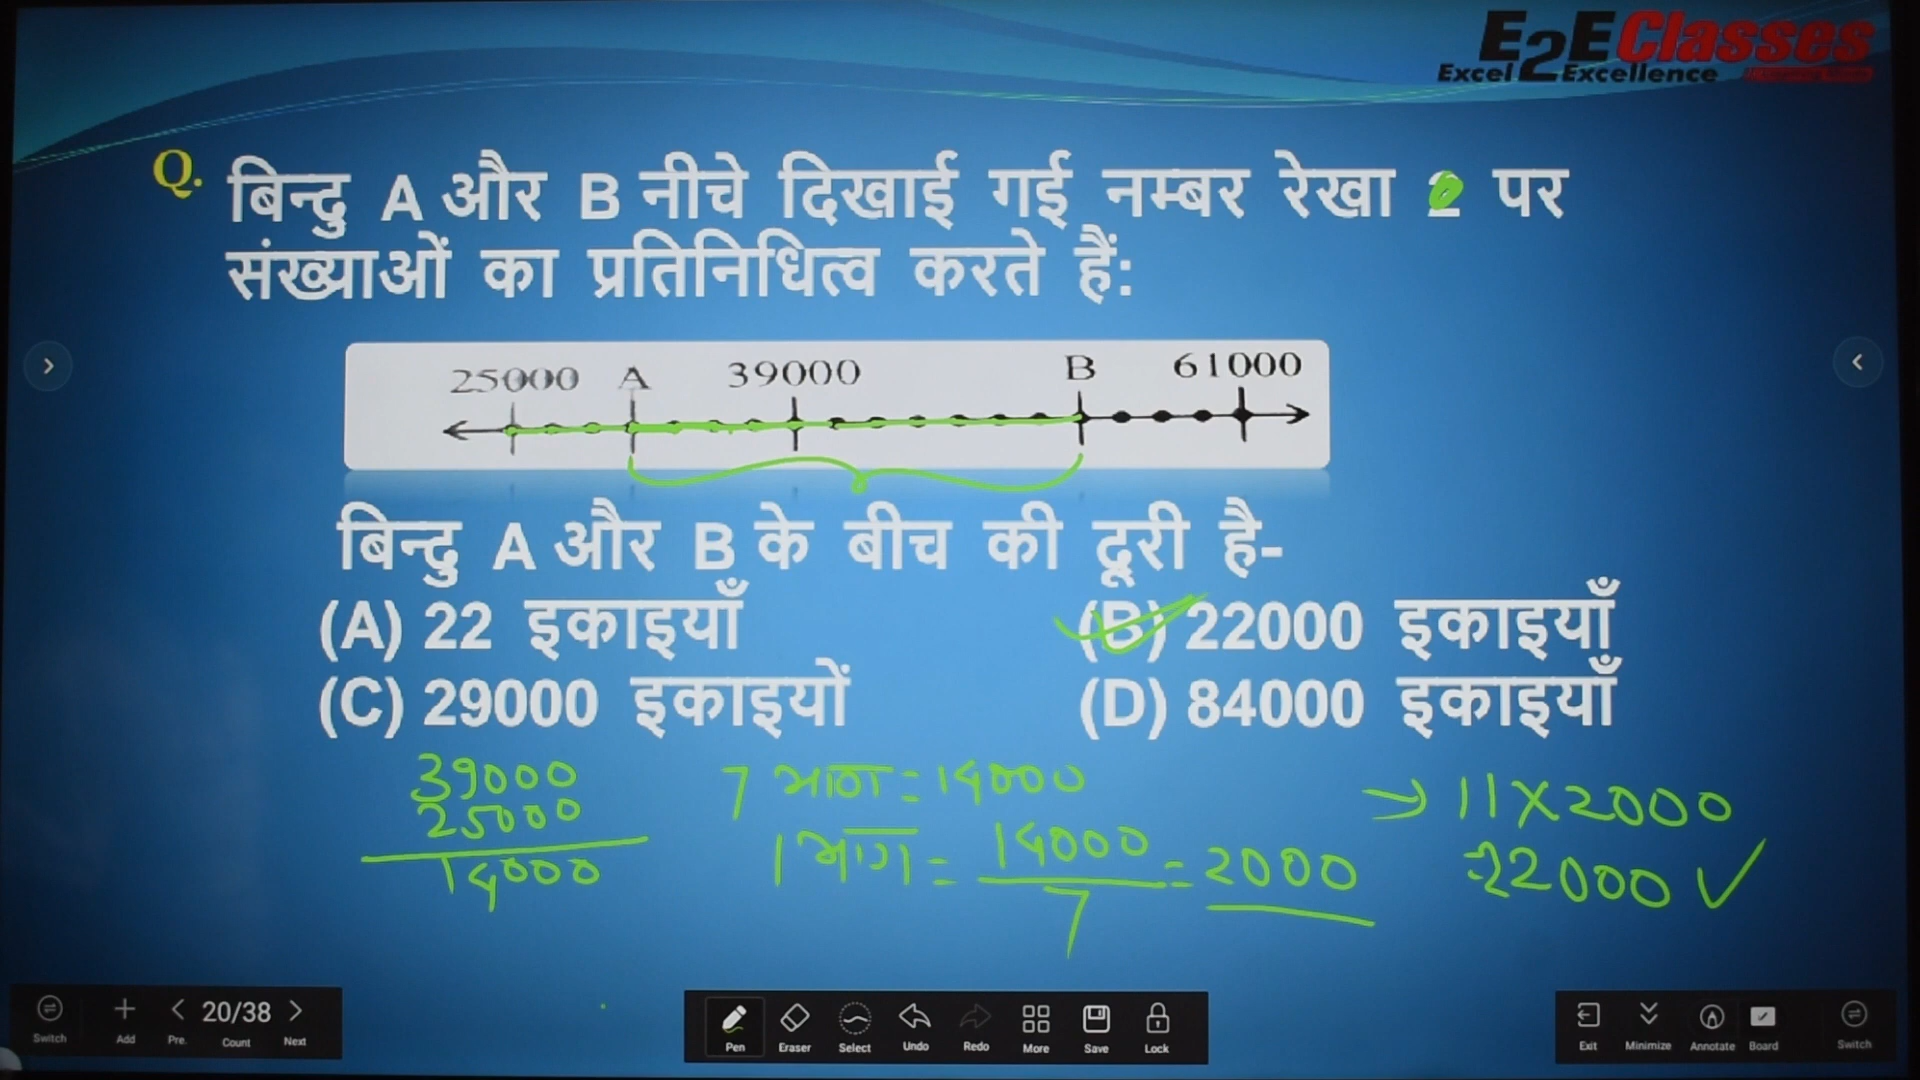 E2E Classes
Excel 2 Excellence
Q. बिन्दु A और B नीचे दिखाई गई नम्बर रेखा पर
संख्याओं का प्रतिनिधित्व करते हैं:
25000 A 39000 B 61000
बिन्दु A और B के बीच की दूरी है-
(A) 22 इकाइयाँ (B) 22000 इकाइयाँ
(C) 29000 इकाइयों (D) 84000 इकाइयाँ
39000
25000
14000
7 भाग = 14000
1 भाग = 14000 = 2000
7
→ 11×2000
=22000 ✓
Switch Add Pre. 20/38 Count Next
Pen Eraser Select Undo Redo More Save Lock
Exit Minimize Annotate Board Switch